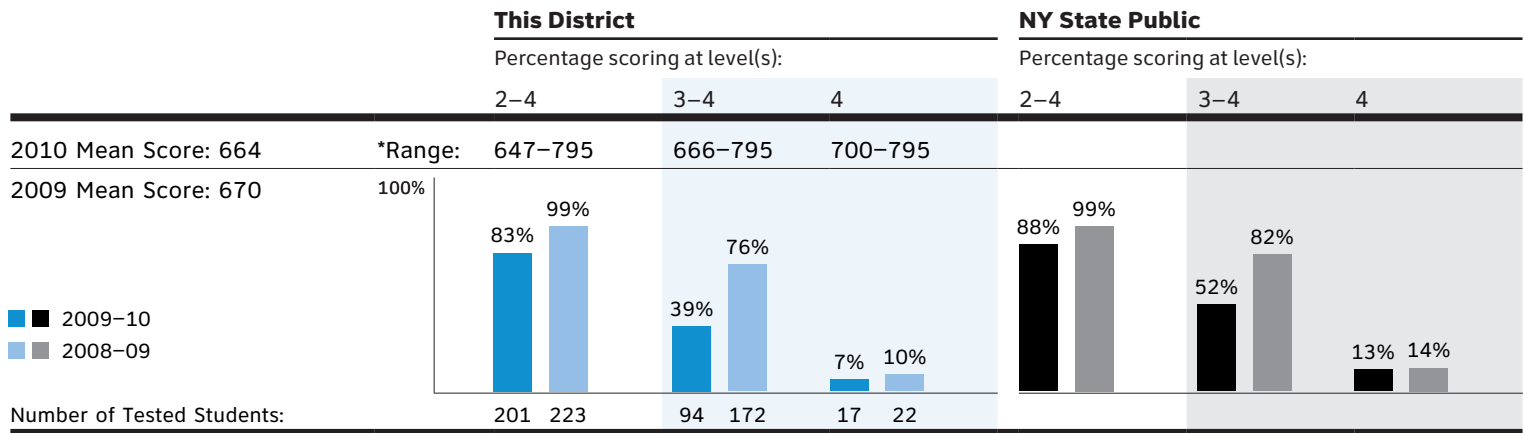 This District NY State Public
Percentage scoring at level(s): Percentage scoring at level(s):
2–4 3–4 4 2–4 3–4 4
2010 Mean Score: 664 *Range: 647–795 666–795 700–795
2009 Mean Score: 670 100%
83% 99% 39% 76% 7% 10% 88% 99% 52% 82% 13% 14%
2009–10
2008–09
Number of Tested Students: 201 223 94 172 17 22